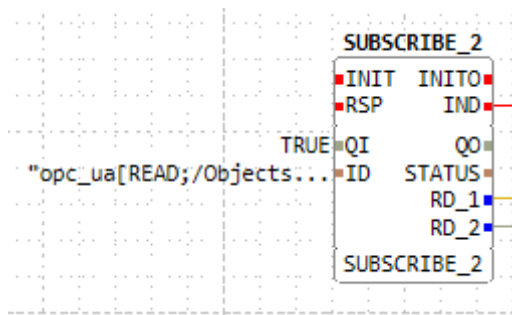 SUBSCRIBE_2
INIT INITO
RSP IND
TRUE QI QO
"opc_ua[READ;/Objects... ID STATUS
RD_1
RD_2
SUBSCRIBE_2